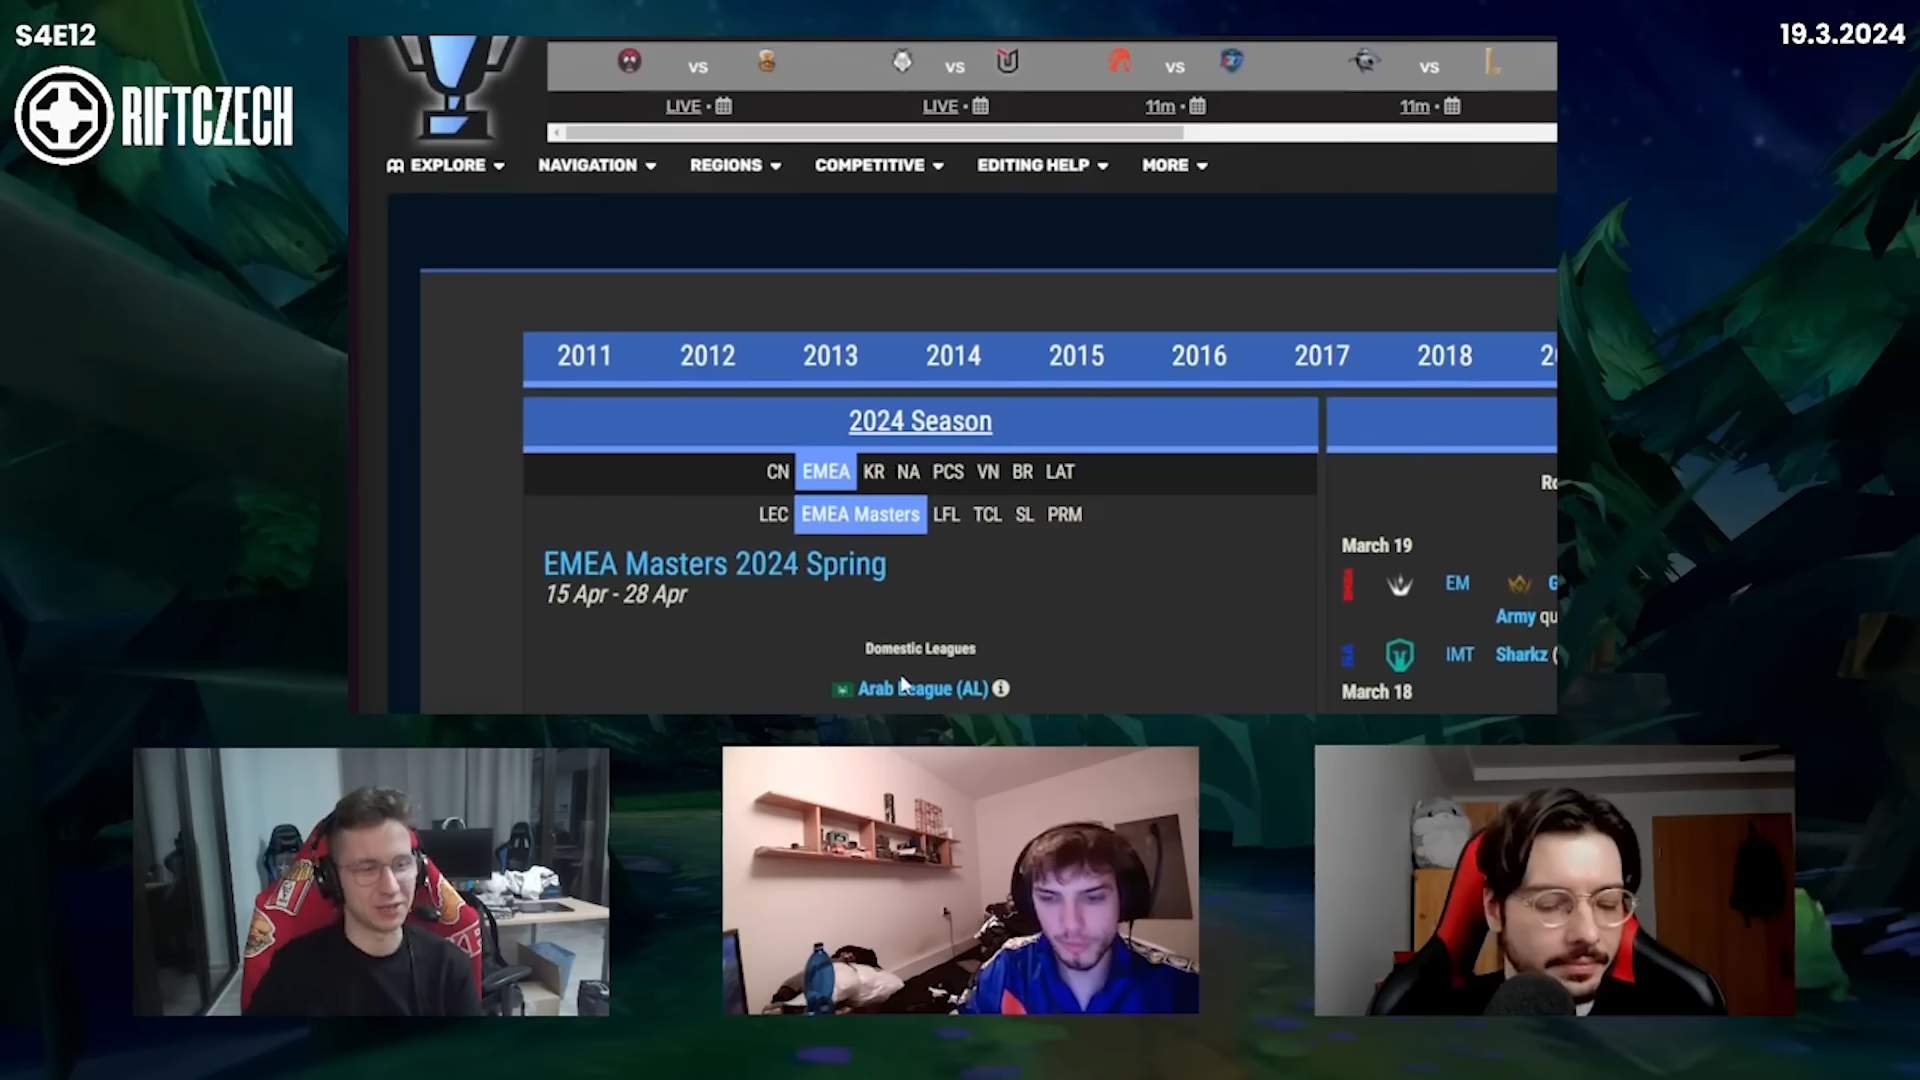 S4E12
19.3.2024
RIFTCZECH
vs
vs
vs
vs
LIVE •
LIVE •
11m •
11m •
EXPLORE
NAVIGATION
REGIONS
COMPETITIVE
EDITING HELP
MORE
2011 2012 2013 2014 2015 2016 2017 2018
2024 Season
CN EMEA KR NA PCS VN BR LAT
LEC EMEA Masters LFL TCL SL PRM
EMEA Masters 2024 Spring
15 Apr - 28 Apr
Domestic Leagues
Arab League (AL)
March 19
EMEA EM G
Army qu
NA IMT Sharkz (
March 18